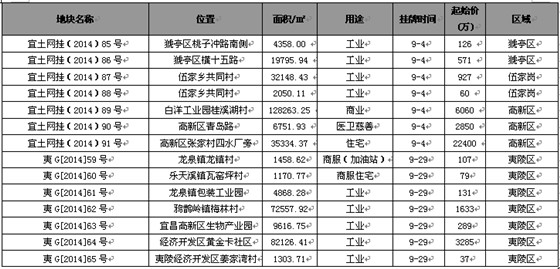 地块名称 位置 面积/㎡ 用途 挂牌时间 起始价(万) 区域
宜土网挂(2014)85号 猇亭区桃子冲路南侧 4358.00 工业 9-4 126 猇亭区
宜土网挂(2014)86号 猇亭区横十五路 19795.94 工业 9-4 571 猇亭区
宜土网挂(2014)87号 伍家乡共同村 32148.43 工业 9-4 927 伍家岗
宜土网挂(2014)88号 伍家乡共同村 2050.11 工业 9-4 60 伍家岗
宜土网挂(2014)89号 白洋工业园桂溪湖村 128263.25 商业 9-4 6060 高新区
宜土网挂(2014)90号 高新区青岛路 6751.93 医卫慈善 9-4 2850 高新区
宜土网挂(2014)91号 高新区张家村四水厂旁 35334.37 住宅 9-4 22400 高新区
夷G[2014]59号 龙泉镇龙镇村 1458.62 商服(加油站) 9-29 107 夷陵区
夷G[2014]60号 乐天溪镇瓦窑坪村 1170.77 商服住宅 9-29 79 夷陵区
夷G[2014]61号 龙泉镇包装工业园 4868.28 工业 9-29 131 夷陵区
夷G[2014]62号 鸦鹊岭镇梅林村 72557.92 工业 9-29 1633 夷陵区
夷G[2014]63号 宜昌高新区生物产业园 9616.75 工业 9-29 289 夷陵区
夷G[2014]64号 经济开发区黄金卡社区 82126.41 工业 9-29 3285 夷陵区
夷G[2014]65号 夷陵经济开发区姜家湾村 1303.71 工业 9-29 37 夷陵区